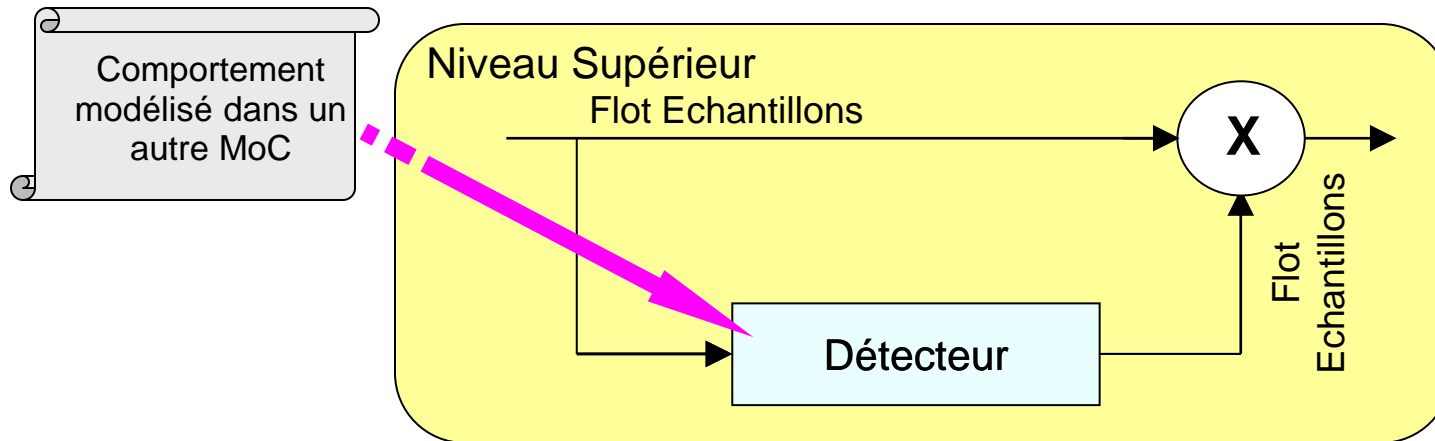 Comportement
modélisé dans un
autre MoC
Niveau Supérieur
Flot Echantillons
X
Flot
Echantillons
Détecteur